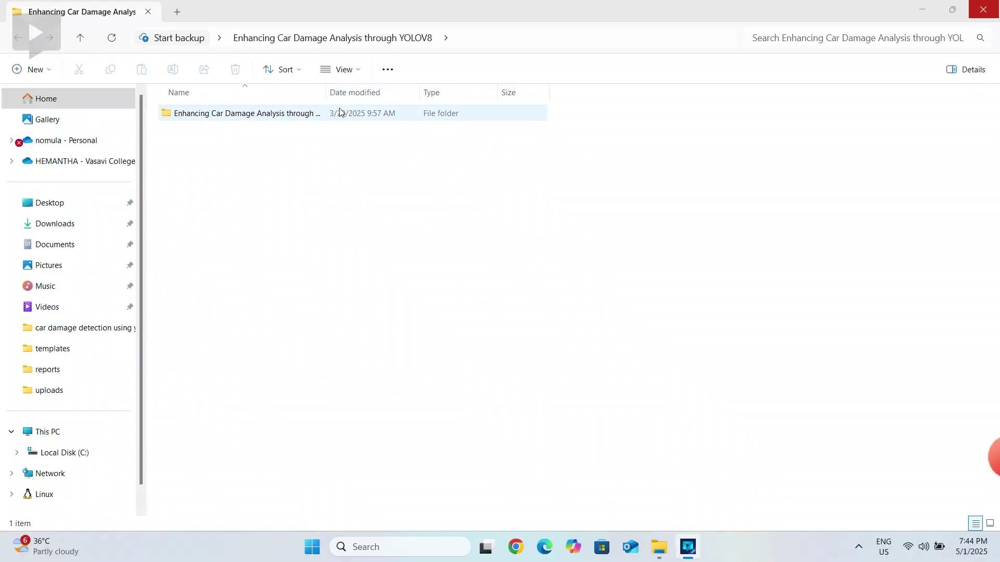 Enhancing Car Damage Analys
Start backup
Enhancing Car Damage Analysis through YOLOV8
Search Enhancing Car Damage Analysis through YOL
New
Sort
View
Details
Name
Date modified
Type
Size
Enhancing Car Damage Analysis through ...
/2025 9:57 AM
File folder
Home
Gallery
nomula - Personal
HEMANTHA - Vasavi College
Desktop
Downloads
Documents
Pictures
Music
Videos
car damage detection using y
templates
reports
uploads
This PC
Local Disk (C:)
Network
Linux
1 item
6
36°C
Partly cloudy
Search
ENG
US
7:44 PM
5/1/2025